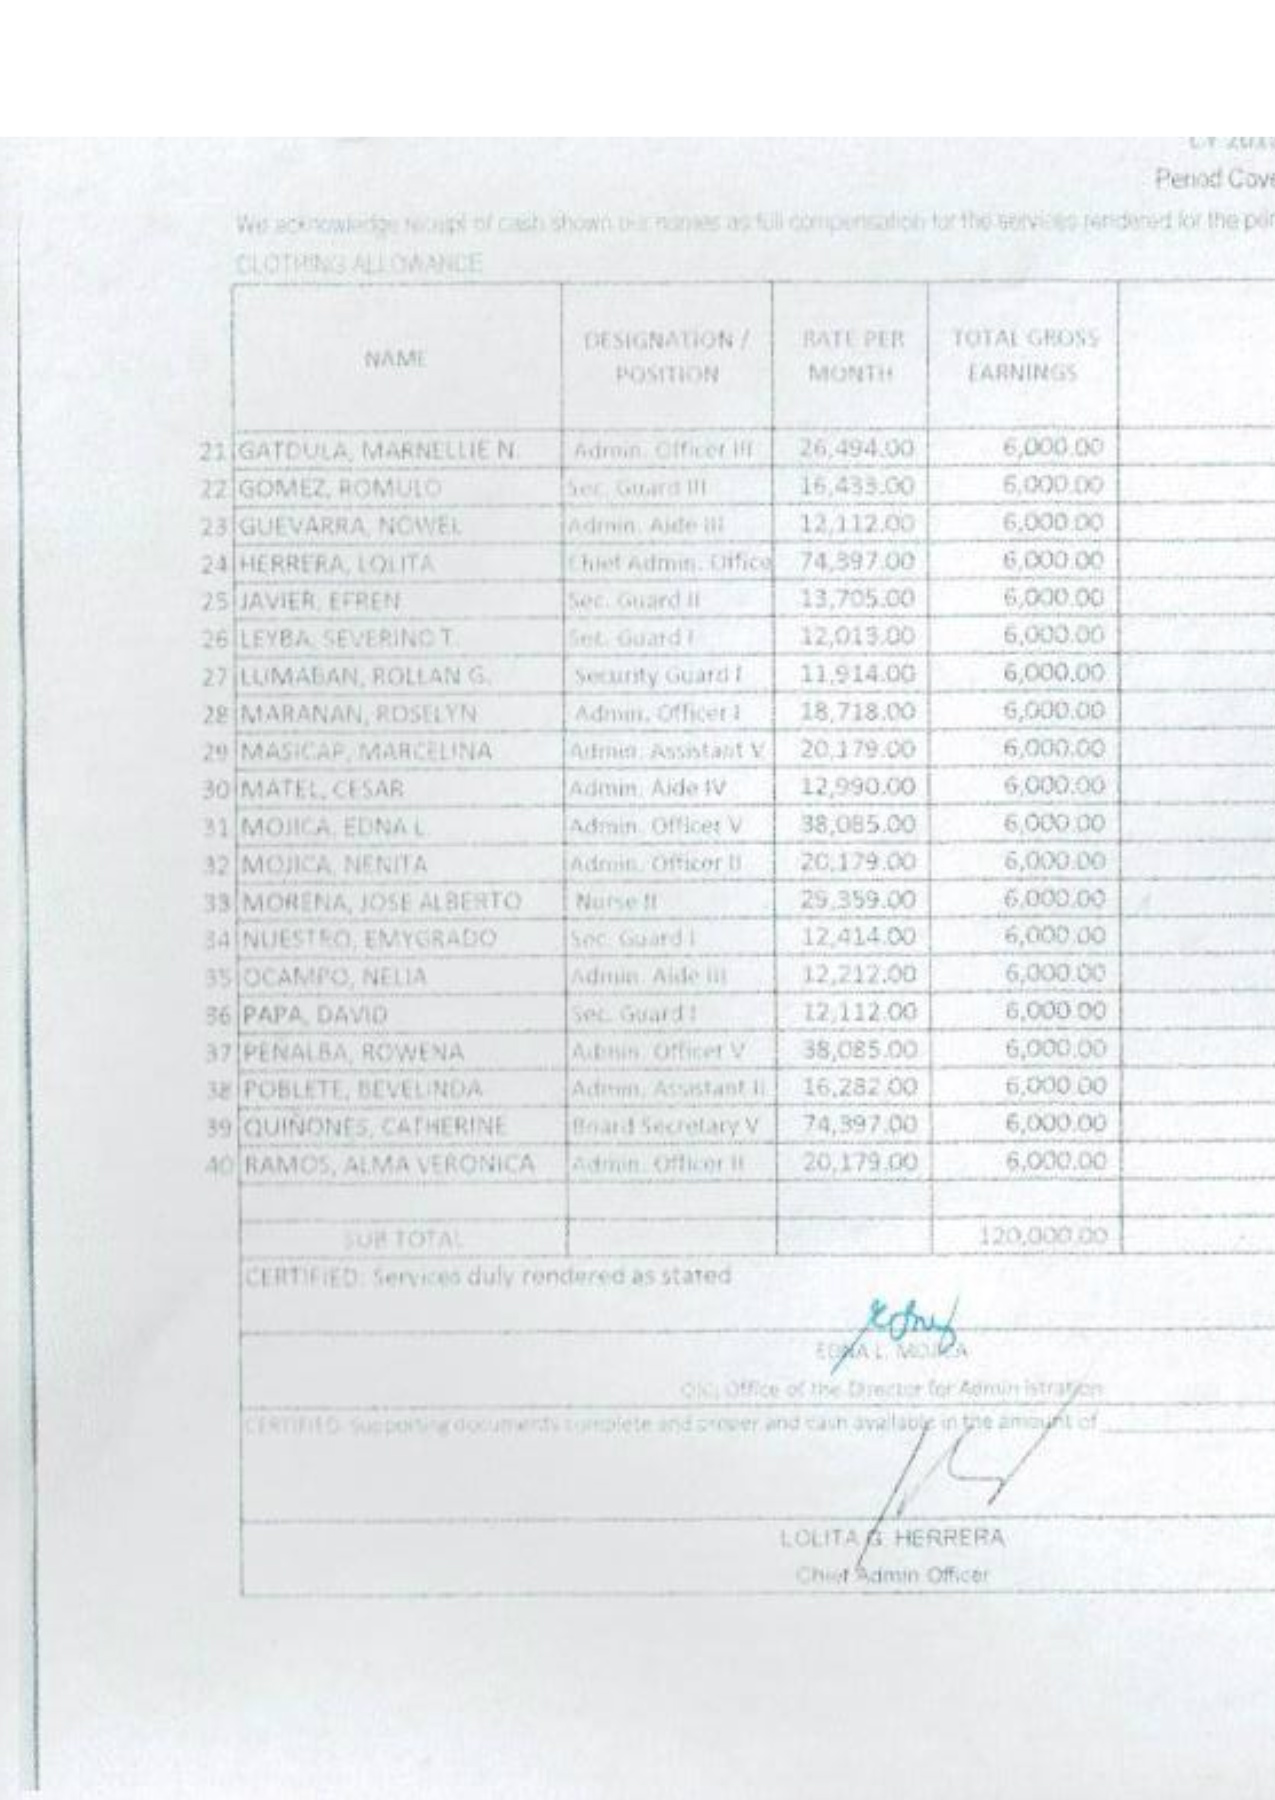 CY 201
Period Cove
We acknowledge receipt of cash shown our names as full compensation for the services rendered for the peri
CLOTHING ALLOWANCE
NAME DESIGNATION / POSITION RATE PER MONTH TOTAL GROSS EARNINGS
21 GATDULA, MARNELLIE N. Admin. Officer III 26,494.00 6,000.00
22 GOMEZ, ROMULO Sec. Guard III 16,433.00 6,000.00
23 GUEVARRA, NOWEL Admin. Aide III 12,112.00 6,000.00
24 HERRERA, LOLITA Chief Admin. Office 74,397.00 6,000.00
25 JAVIER, EFREN Sec. Guard II 13,705.00 6,000.00
26 LEYBA, SEVERINO T. Sec. Guard I 12,013.00 6,000.00
27 LUMABAN, ROLLAN G. Security Guard I 11,914.00 6,000.00
28 MARANAN, ROSELYN Admin. Officer I 18,718.00 6,000.00
29 MASICAP, MARCELINA Admin. Assistant V 20,179.00 6,000.00
30 MATEL, CESAR Admin. Aide IV 12,990.00 6,000.00
31 MOJICA, EDNA L Admin. Officer V 38,085.00 6,000.00
32 MOJICA, NENITA Admin. Officer II 20,179.00 6,000.00
33 MORENA, JOSE ALBERTO Nurse II 29,359.00 6,000.00
34 NUESTRO, EMYGRADO Sec. Guard I 12,414.00 6,000.00
35 OCAMPO, NELIA Admin. Aide III 12,212.00 6,000.00
36 PAPA, DAVID Sec. Guard I 12,112.00 6,000.00
37 PEÑALBA, ROWENA Admin. Officer V 38,085.00 6,000.00
38 POBLETE, BEVELINDA Admin. Assistant II 16,282.00 6,000.00
39 QUIÑONES, CATHERINE Board Secretary V 74,397.00 6,000.00
40 RAMOS, ALMA VERONICA Admin. Officer II 20,179.00 6,000.00
SUB TOTAL 120,000.00
CERTIFIED: Services duly rendered as stated
EDNA L. MOJICA
OIC, Office of the Director for Administration
CERTIFIED: Supporting documents complete and proper and cash available in the amount of
LOLITA G. HERRERA
Chief Admin Officer